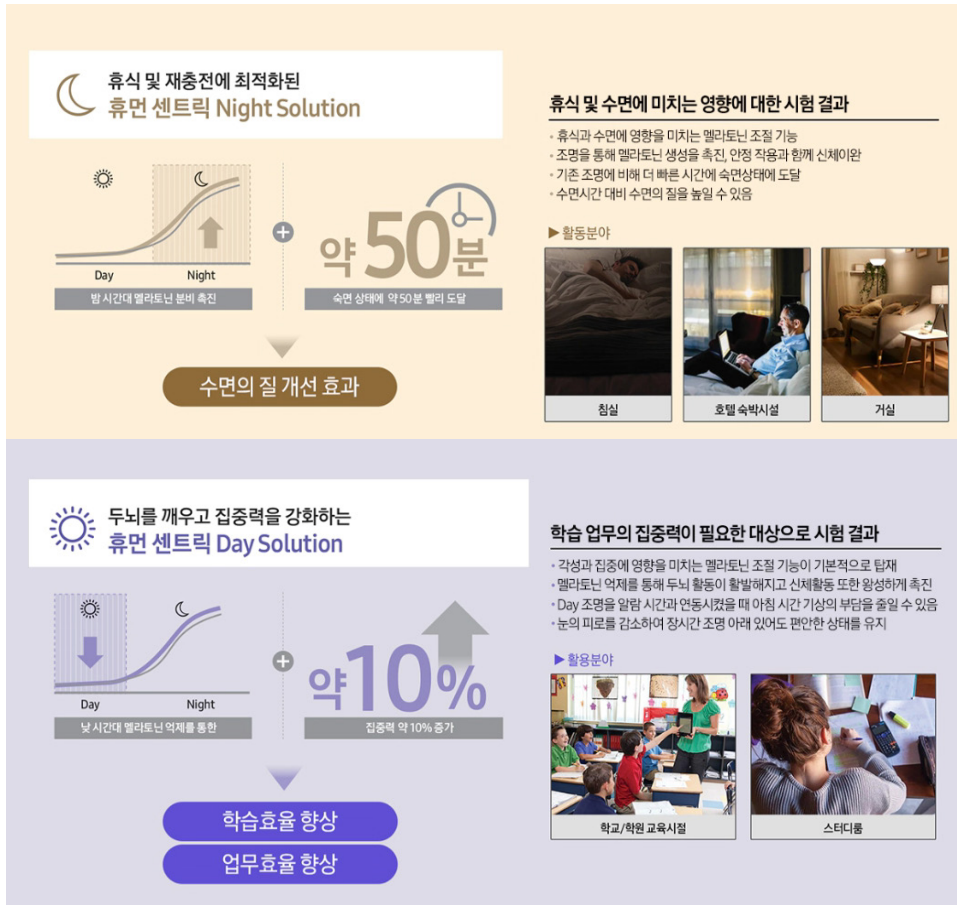 휴식 및 재충전에 최적화된
휴먼 센트릭 Night Solution
Day
Night
밤 시간대 멜라토닌 분비 촉진
약 50분
숙면 상태에 약 50분 빨리 도달
수면의 질 개선 효과
휴식 및 수면에 미치는 영향에 대한 시험 결과
· 휴식과 수면에 영향을 미치는 멜라토닌 조절 기능
· 조명을 통해 멜라토닌 생성을 촉진, 안정 작용과 함께 신체이완
· 기존 조명에 비해 더 빠른 시간에 숙면상태에 도달
· 수면시간 대비 수면의 질을 높일 수 있음
▶ 활동분야
침실
호텔 숙박시설
거실
두뇌를 깨우고 집중력을 강화하는
휴먼 센트릭 Day Solution
Day
Night
낮 시간대 멜라토닌 억제를 통한
약 10%
집중력 약 10% 증가
학습효율 향상
업무효율 향상
학습 업무의 집중력이 필요한 대상으로 시험 결과
· 각성과 집중에 영향을 미치는 멜라토닌 조절 기능이 기본적으로 탑재
· 멜라토닌 억제를 통해 두뇌 활동이 활발해지고 신체활동 또한 왕성하게 촉진
· Day 조명을 알람 시간과 연동시켰을 때 아침 시간 기상의 부담을 줄일 수 있음
· 눈의 피로를 감소하여 장시간 조명 아래 있어도 편안한 상태를 유지
▶ 활용분야
학교/학원 교육시절
스터디룸